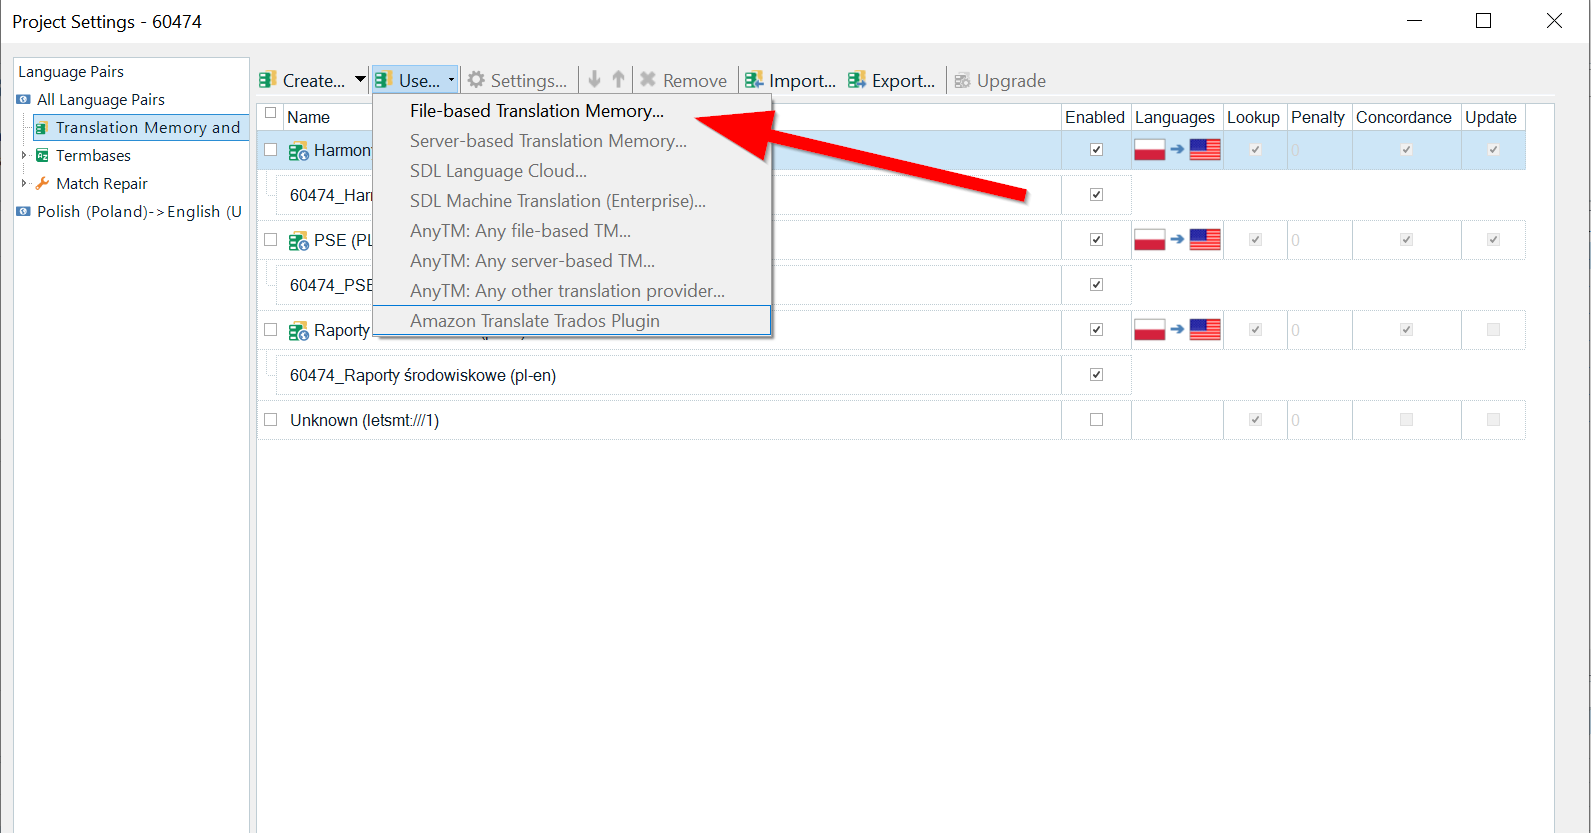 Project Settings - 60474
Language Pairs
All Language Pairs
Translation Memory and
Termbases
Match Repair
Polish (Poland)->English (U
Create... Use... Settings... Remove Import... Export... Upgrade
File-based Translation Memory...
Server-based Translation Memory...
SDL Language Cloud...
SDL Machine Translation (Enterprise)...
AnyTM: Any file-based TM...
AnyTM: Any server-based TM...
AnyTM: Any other translation provider...
Amazon Translate Trados Plugin
Name Enabled Languages Lookup Penalty Concordance Update
Harmon 0
60474_Har
PSE (PL 0
60474_PSE
Raporty 0
60474_Raporty środowiskowe (pl-en)
Unknown (letsmt:///1) 0